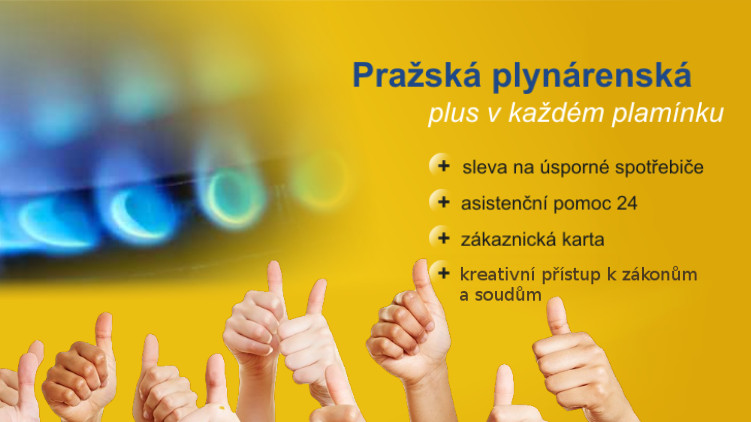 Pražská plynárenská
plus v každém plamínku
+ sleva na úsporné spotřebiče
+ asistenční pomoc 24
+ zákaznická karta
+ kreativní přístup k zákonům
a soudům